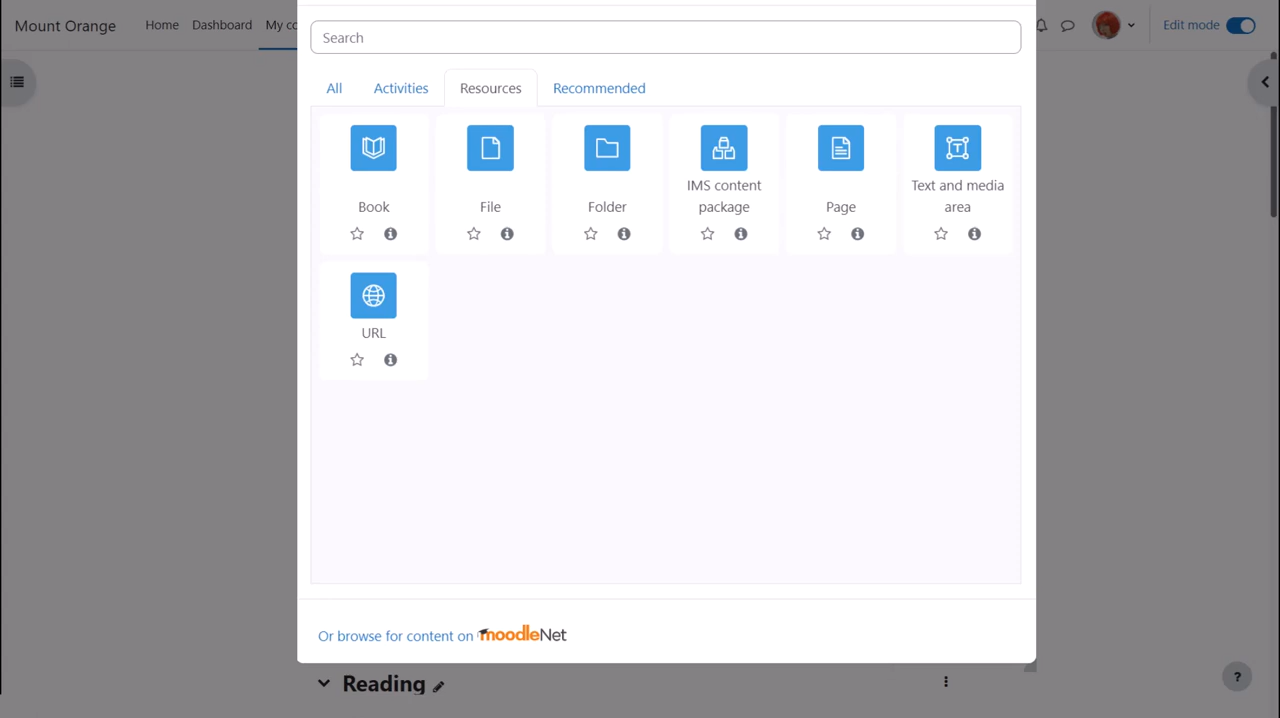 Mount Orange
Home
Dashboard
My co
Edit mode
Search
All
Activities
Resources
Recommended
Book
File
Folder
IMS content
package
Page
Text and media
area
URL
Or browse for content on moodleNet
Reading
?